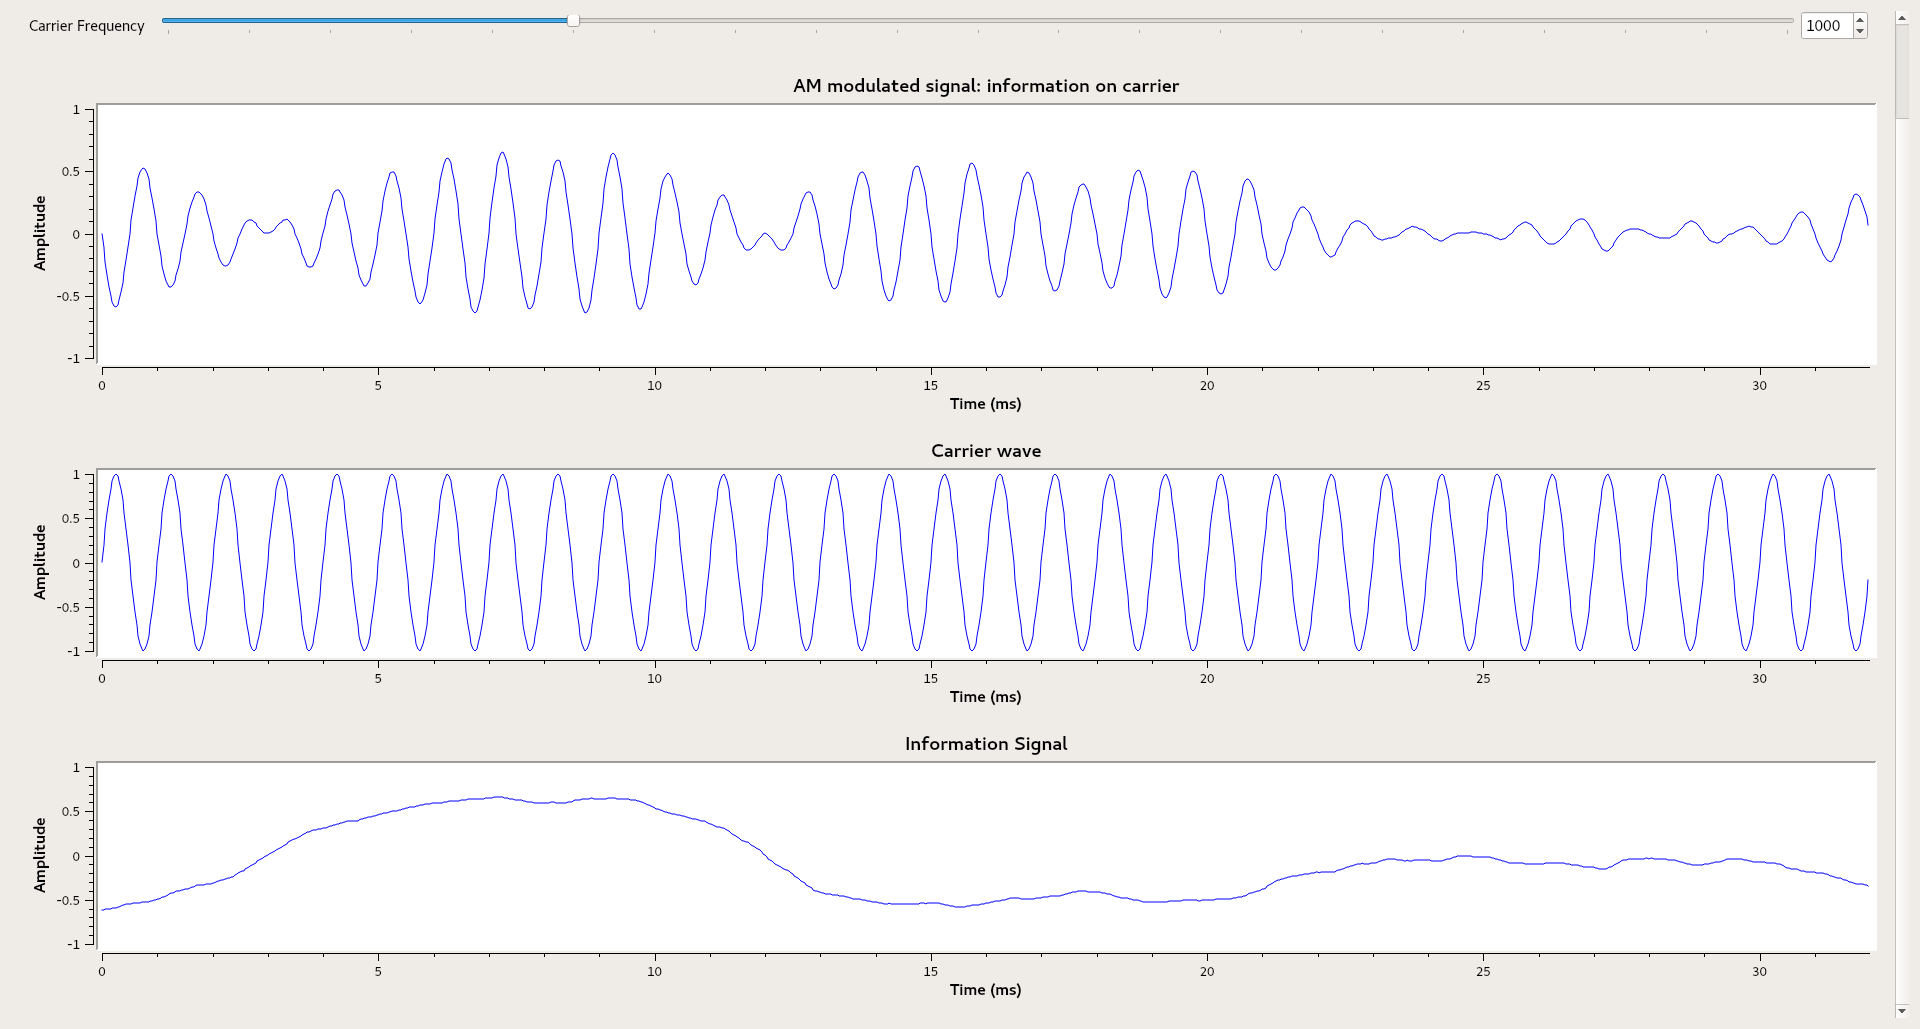 Carrier Frequency 1000
AM modulated signal: information on carrier
1
0.5
0
-0.5
-1
Amplitude
0 5 10 15 20 25 30
Time (ms)
Carrier wave
1
0.5
0
-0.5
-1
Amplitude
0 5 10 15 20 25 30
Time (ms)
Information Signal
1
0.5
0
-0.5
-1
Amplitude
0 5 10 15 20 25 30
Time (ms)